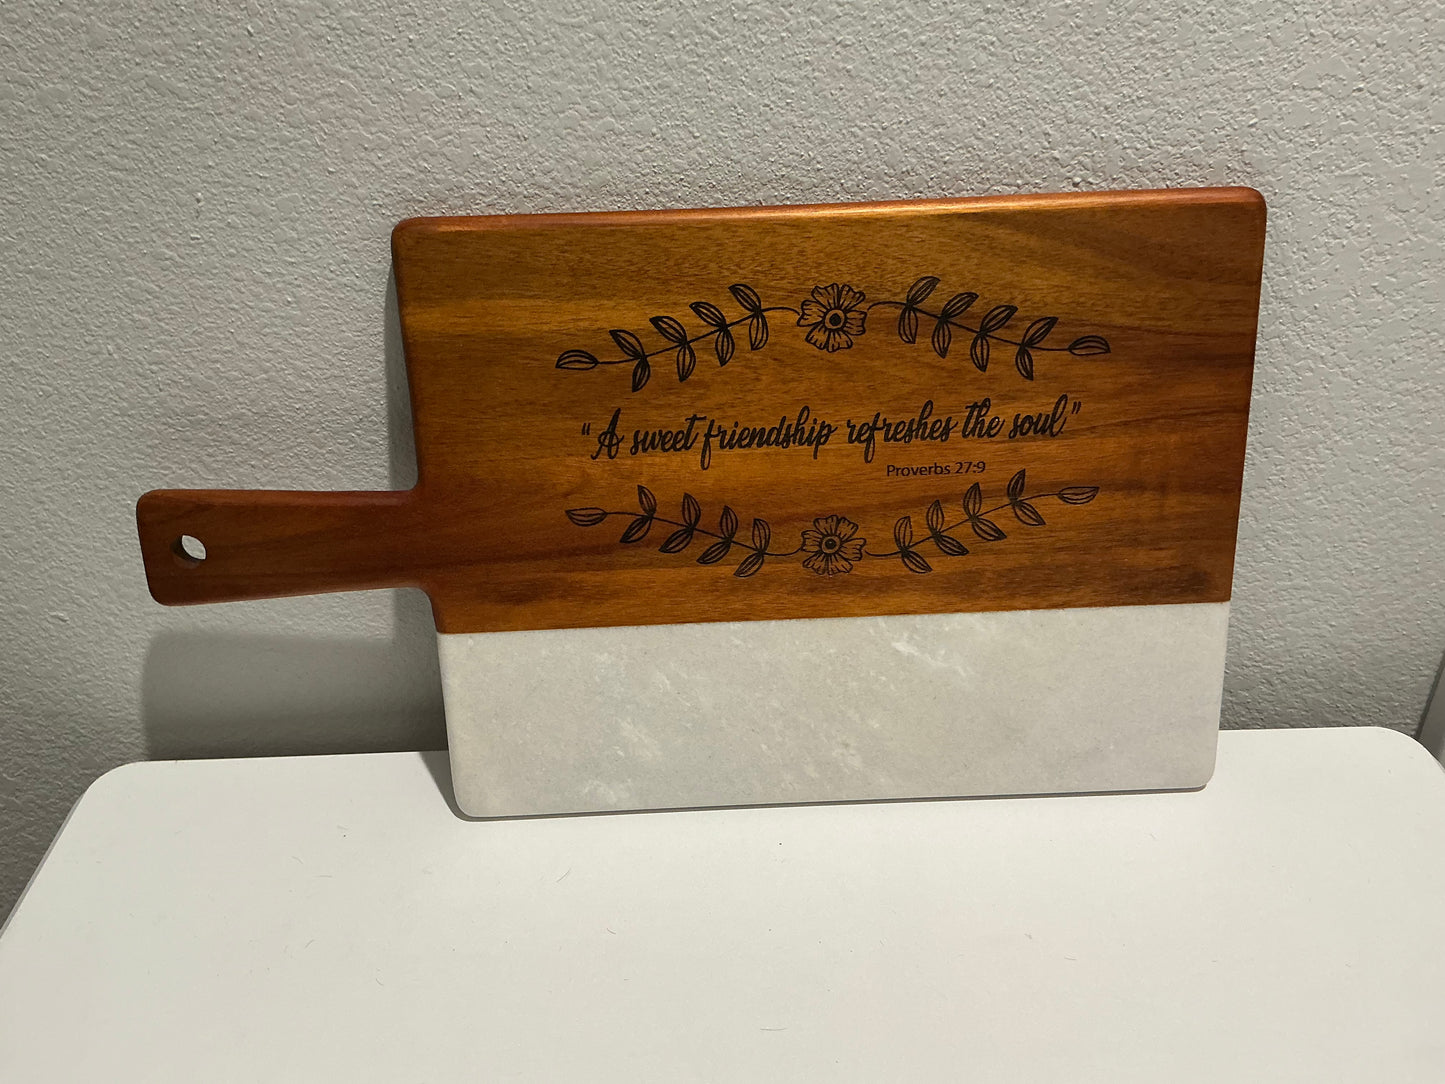 “A sweet friendship refreshes the soul”
Proverbs 27:9